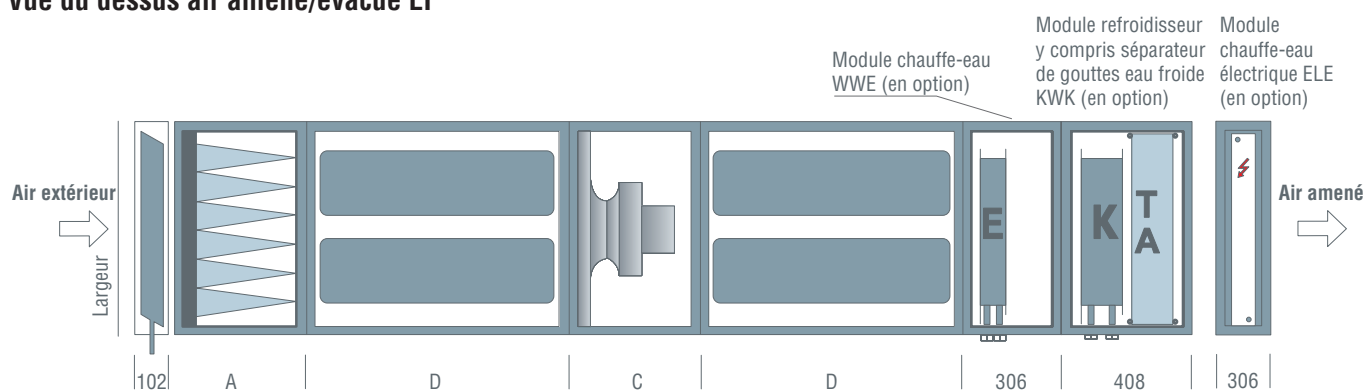 Vue du dessus air amené/évacué EP
Module chauffe-eau
WWE (en option)
Module refroidisseur
y compris séparateur
de gouttes eau froide
KWK (en option)
Module
chauffe-eau
électrique ELE
(en option)
Air extérieur
Largeur
E
K
T
A
Air amené
102 A D C D 306 408 306